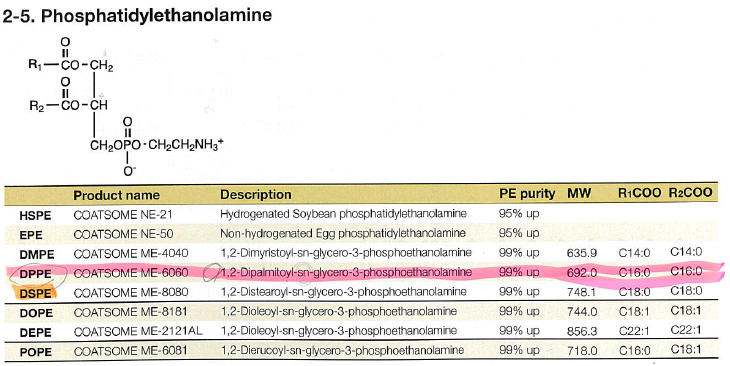 2-5. Phosphatidylethanolamine
O
R1—CO-CH2
O
R2—CO-CH
O
CH2OPO-CH2CH2NH3+
O-
Product name Description PE purity MW R1COO R2COO
HSPE COATSOME NE-21 Hydrogenated Soybean phosphatidylethanolamine 95% up
EPE COATSOME NE-50 Non-hydrogenated Egg phosphatidylethanolamine 95% up
DMPE COATSOME ME-4040 1,2-Dimyristoyl-sn-glycero-3-phosphoethanolamine 99% up 635.9 C14:0 C14:0
DPPE COATSOME ME-6060 1,2-Dipalmitoyl-sn-glycero-3-phosphoethanolamine 99% up 692.0 C16:0 C16:0
DSPE COATSOME ME-8080 1,2-Distearoyl-sn-glycero-3-phosphoethanolamine 99% up 748.1 C18:0 C18:0
DOPE COATSOME ME-8181 1,2-Dioleoyl-sn-glycero-3-phosphoethanolamine 99% up 744.0 C18:1 C18:1
DEPE COATSOME ME-2121AL 1,2-Dioleoyl-sn-glycero-3-phosphoethanolamine 99% up 856.3 C22:1 C22:1
POPE COATSOME ME-6081 1,2-Dierucoyl-sn-glycero-3-phosphoethanolamine 99% up 718.0 C16:0 C18:1